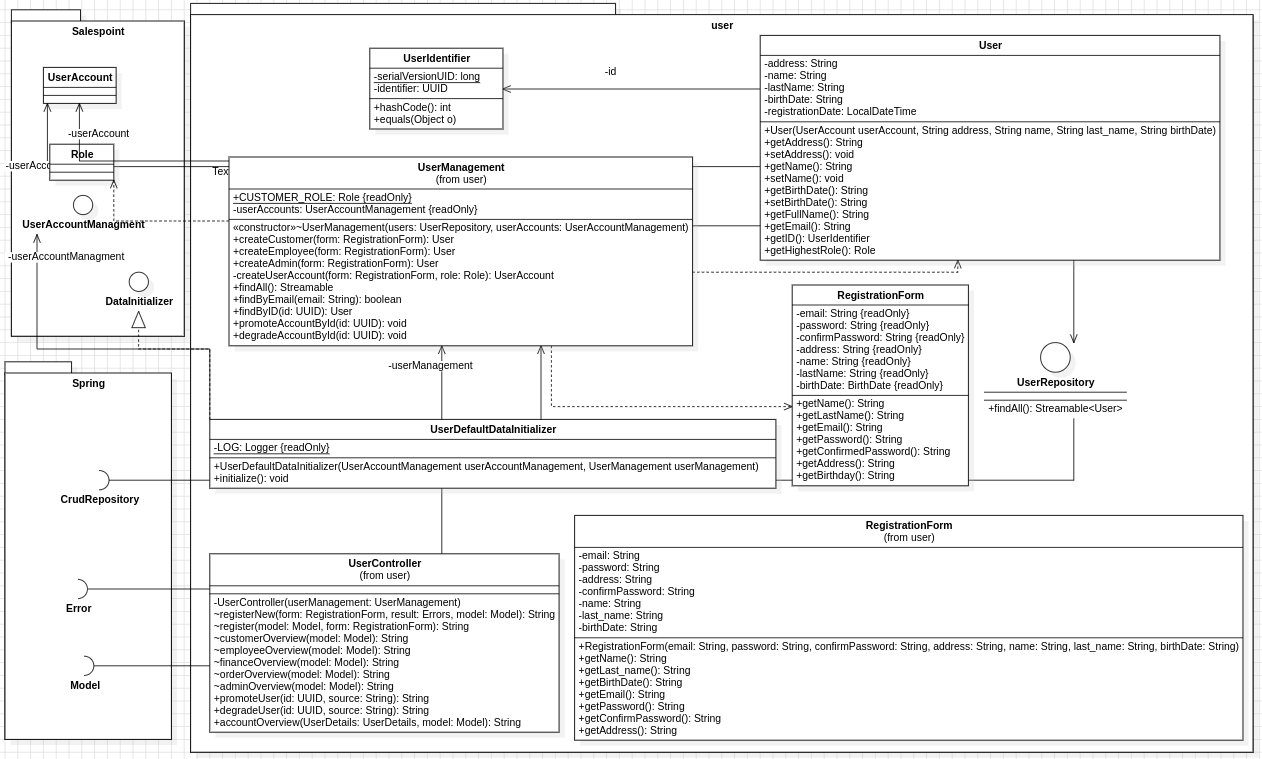 Salespoint
UserAccount
-userAccount
-userAcco
Role
UserAccountManagment
-userAccountManagment
DataInitializer
Spring
CrudRepository
Error
Model
user
UserIdentifier
-serialVersionUID: long
-identifier: UUID
+hashCode(): int
+equals(Object o)
-id
User
-address: String
-name: String
-lastName: String
-birthDate: String
-registrationDate: LocalDateTime
+User(UserAccount userAccount, String address, String name, String last_name, String birthDate)
+getAddress(): String
+setAddress(): void
+getName(): String
+setName(): void
+getBirthDate(): String
+setBirthDate(): String
+getFullName(): String
+getEmail(): String
+getID(): UserIdentifier
+getHighestRole(): Role
Tex
UserManagement
(from user)
+CUSTOMER_ROLE: Role {readOnly}
-userAccounts: UserAccountManagement {readOnly}
«constructor»~UserManagement(users: UserRepository, userAccounts: UserAccountManagement)
+createCustomer(form: RegistrationForm): User
+createEmployee(form: RegistrationForm): User
+createAdmin(form: RegistrationForm): User
-createUserAccount(form: RegistrationForm, role: Role): UserAccount
+findAll(): Streamable
+findByEmail(email: String): boolean
+findByID(id: UUID): User
+promoteAccountById(id: UUID): void
+degradeAccountById(id: UUID): void
-userManagement
RegistrationForm
-email: String {readOnly}
-password: String {readOnly}
-confirmPassword: String {readOnly}
-address: String {readOnly}
-name: String {readOnly}
-lastName: String {readOnly}
-birthDate: BirthDate {readOnly}
+getName(): String
+getLastName(): String
+getEmail(): String
+getPassword(): String
+getConfirmedPassword(): String
+getAddress(): String
+getBirthday(): String
UserRepository
+findAll(): Streamable<User>
UserDefaultDataInitializer
-LOG: Logger {readOnly}
+UserDefaultDataInitializer(UserAccountManagement userAccountManagement, UserManagement userManagement)
+initialize(): void
UserController
(from user)
-UserController(userManagement: UserManagement)
~registerNew(form: RegistrationForm, result: Errors, model: Model): String
~register(model: Model, form: RegistrationForm): String
~customerOverview(model: Model): String
~employeeOverview(model: Model): String
~financeOverview(model: Model): String
~orderOverview(model: Model): String
~adminOverview(model: Model): String
+promoteUser(id: UUID, source: String): String
+degradeUser(id: UUID, source: String): String
+accountOverview(UserDetails: UserDetails, model: Model): String
RegistrationForm
(from user)
-email: String
-password: String
-address: String
-confirmPassword: String
-name: String
-last_name: String
-birthDate: String
+RegistrationForm(email: String, password: String, confirmPassword: String, address: String, name: String, last_name: String, birthDate: String)
+getName(): String
+getLast_name(): String
+getBirthDate(): String
+getEmail(): String
+getPassword(): String
+getConfirmPassword(): String
+getAddress(): String